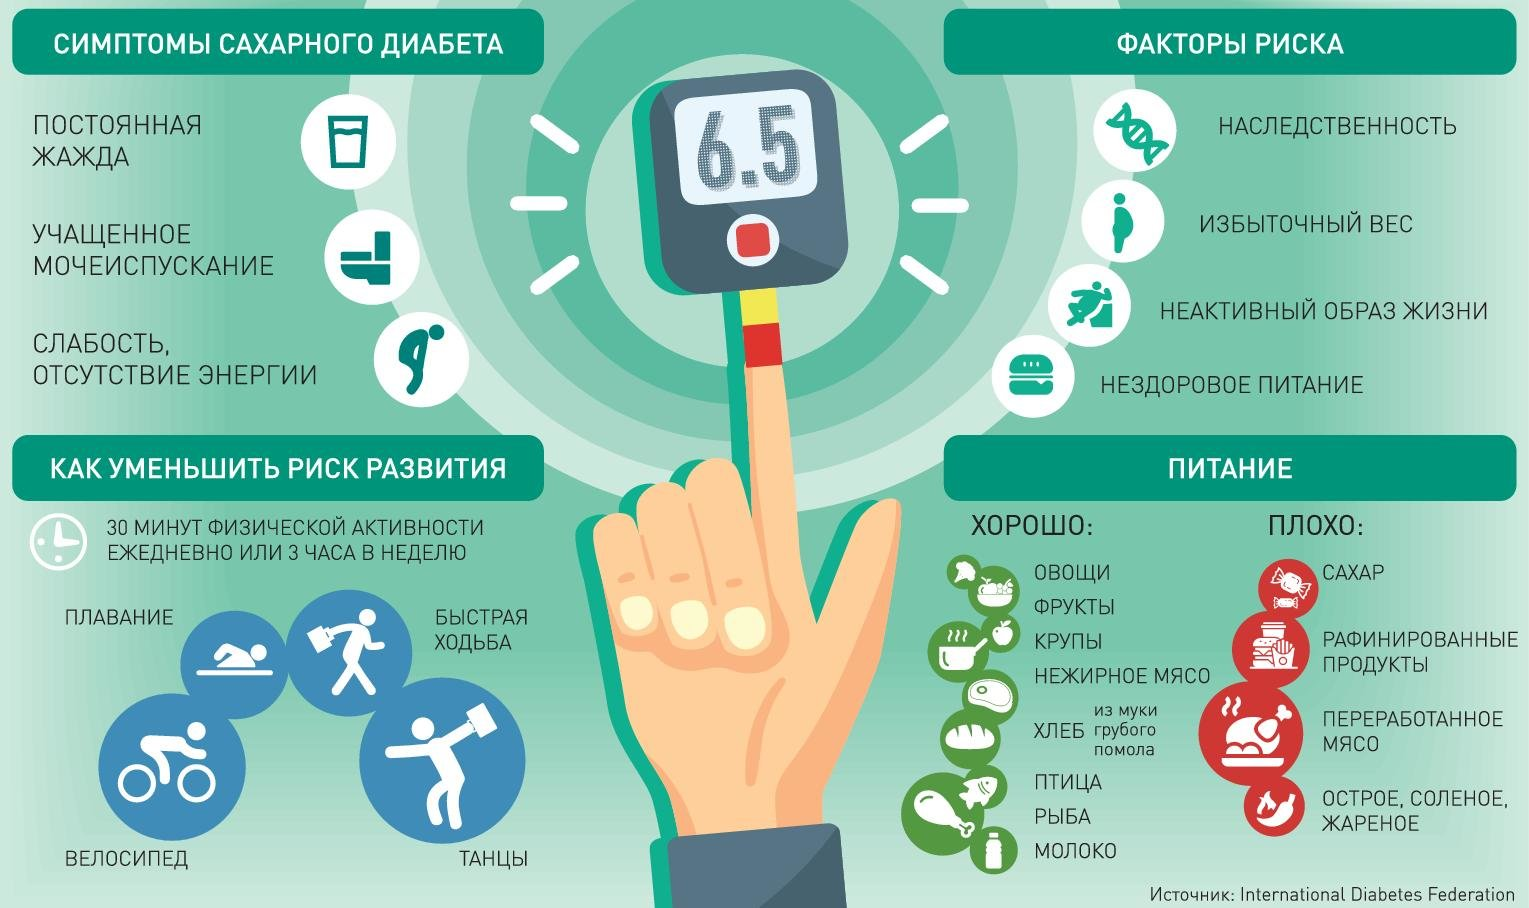 СИМПТОМЫ САХАРНОГО ДИАБЕТА
ПОСТОЯННАЯ
ЖАЖДА
УЧАЩЕННОЕ
МОЧЕИСПУСКАНИЕ
СЛАБОСТЬ,
ОТСУТСТВИЕ ЭНЕРГИИ
6.5
ФАКТОРЫ РИСКА
НАСЛЕДСТВЕННОСТЬ
ИЗБЫТОЧНЫЙ ВЕС
НЕАКТИВНЫЙ ОБРАЗ ЖИЗНИ
НЕЗДОРОВОЕ ПИТАНИЕ
КАК УМЕНЬШИТЬ РИСК РАЗВИТИЯ
30 МИНУТ ФИЗИЧЕСКОЙ АКТИВНОСТИ
ЕЖЕДНЕВНО ИЛИ 3 ЧАСА В НЕДЕЛЮ
ПЛАВАНИЕ
БЫСТРАЯ
ХОДЬБА
ВЕЛОСИПЕД
ТАНЦЫ
ПИТАНИЕ
ХОРОШО:
ОВОЩИ
ФРУКТЫ
КРУПЫ
НЕЖИРНОЕ МЯСО
ХЛЕБ
из муки
грубого
помола
ПТИЦА
РЫБА
МОЛОКО
ПЛОХО:
САХАР
РАФИНИРОВАННЫЕ
ПРОДУКТЫ
ПЕРЕРАБОТАННОЕ
МЯСО
ОСТРОЕ, СОЛЕНОЕ,
ЖАРЕНОЕ
Источник: International Diabetes Federation